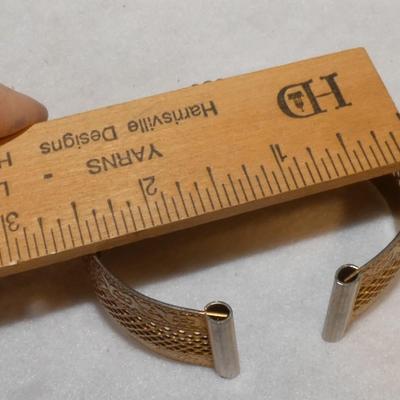 HD
Harrisville Designs
YARNS -
1 2 3